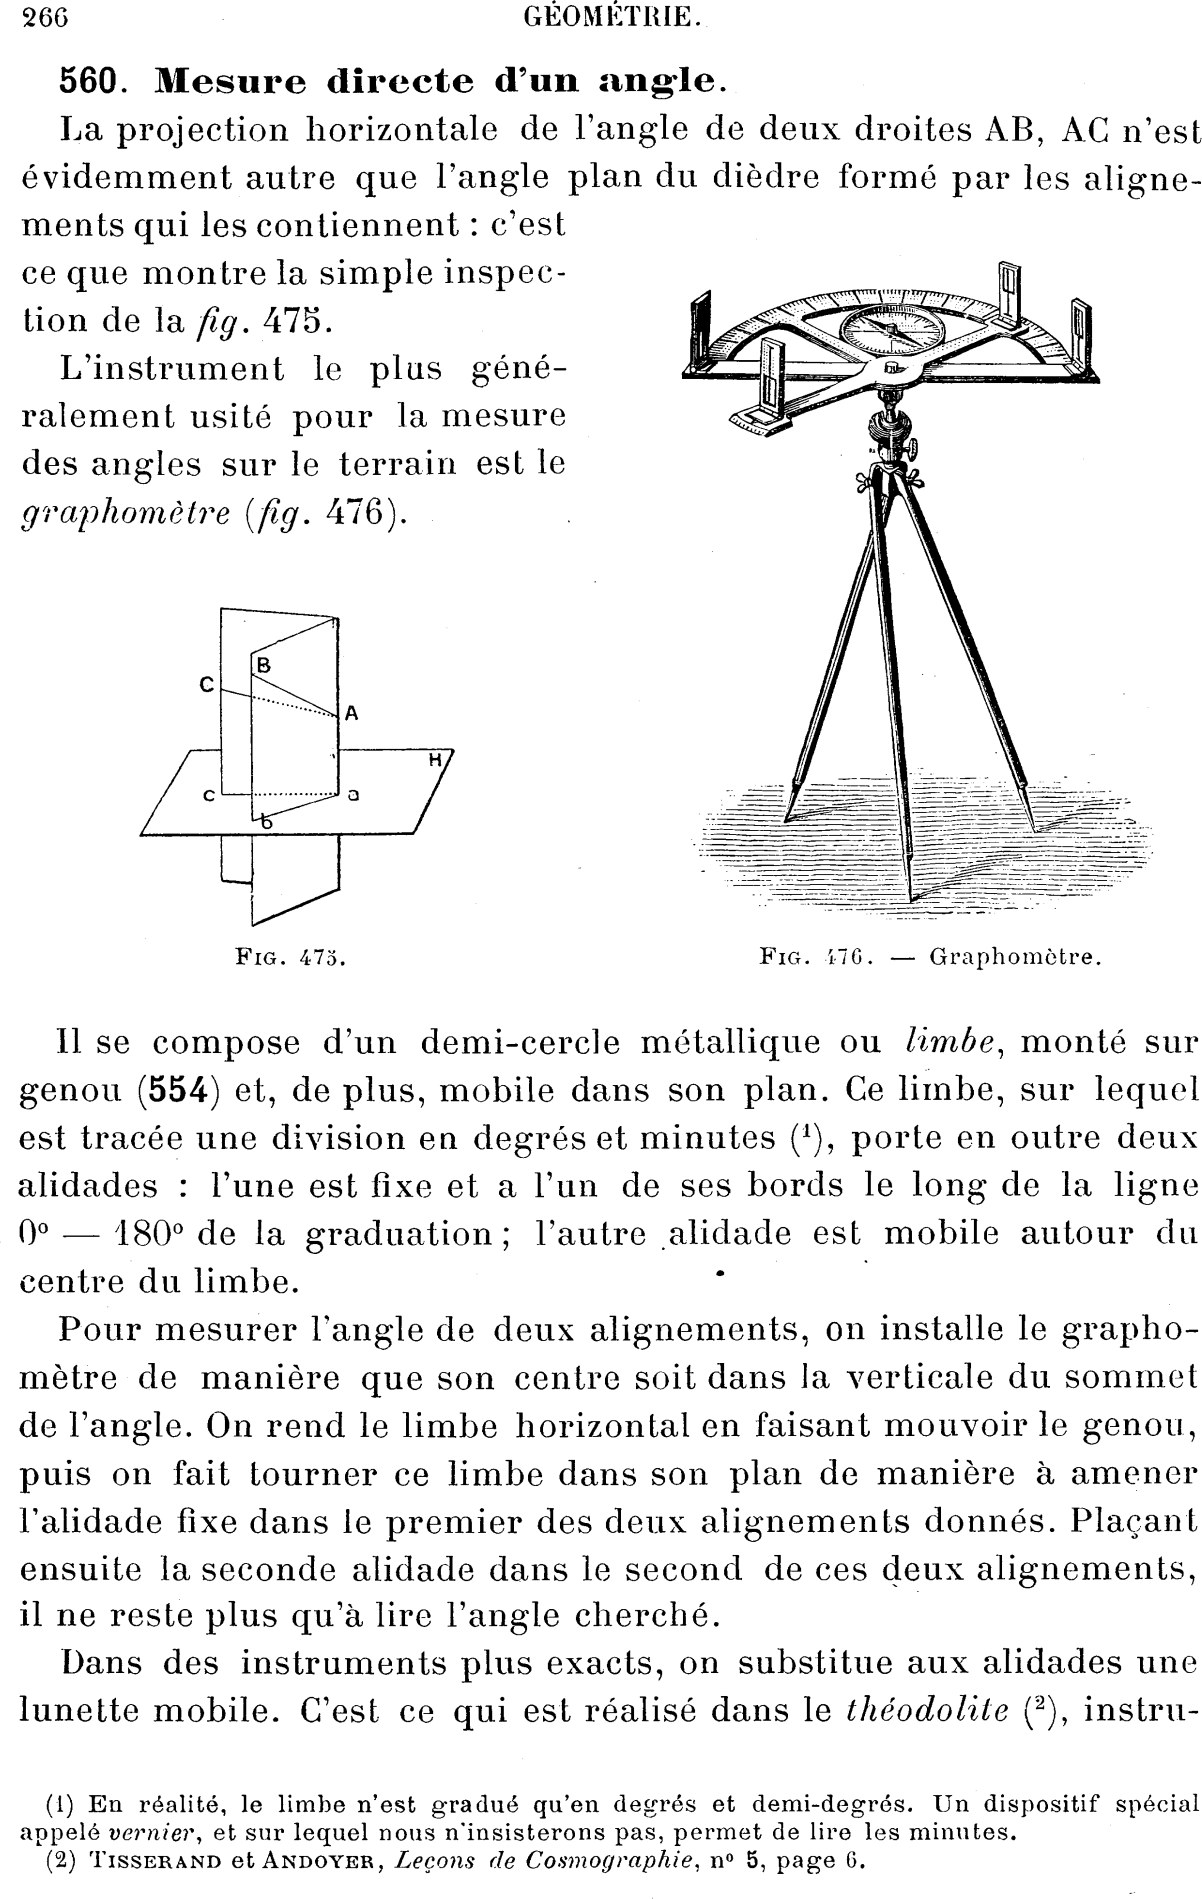 266 GÉOMÉTRIE.
560. Mesure directe d'un angle.
La projection horizontale de l'angle de deux droites AB, AC n'est
évidemment autre que l'angle plan du dièdre formé par les aligne-
ments qui les contiennent : c'est
ce que montre la simple inspec-
tion de la fig. 475.
L'instrument le plus géné-
ralement usité pour la mesure
des angles sur le terrain est le
graphomètre (fig. 476).
B
C
A
H
c
a
b
FIG. 475.
FIG. 476. — Graphomètre.
Il se compose d'un demi-cercle métallique ou limbe, monté sur
genou (554) et, de plus, mobile dans son plan. Ce limbe, sur lequel
est tracée une division en degrés et minutes (¹), porte en outre deux
alidades : l'une est fixe et a l'un de ses bords le long de la ligne
0° — 180° de la graduation ; l'autre alidade est mobile autour du
centre du limbe.
Pour mesurer l'angle de deux alignements, on installe le grapho-
mètre de manière que son centre soit dans la verticale du sommet
de l'angle. On rend le limbe horizontal en faisant mouvoir le genou,
puis on fait tourner ce limbe dans son plan de manière à amener
l'alidade fixe dans le premier des deux alignements donnés. Plaçant
ensuite la seconde alidade dans le second de ces deux alignements,
il ne reste plus qu'à lire l'angle cherché.
Dans des instruments plus exacts, on substitue aux alidades une
lunette mobile. C'est ce qui est réalisé dans le théodolite (²), instru-
(1) En réalité, le limbe n'est gradué qu'en degrés et demi-degrés. Un dispositif spécial
appelé vernier, et sur lequel nous n'insisterons pas, permet de lire les minutes.
(2) TISSERAND et ANDOYER, Leçons de Cosmographie, n° 5, page 6.